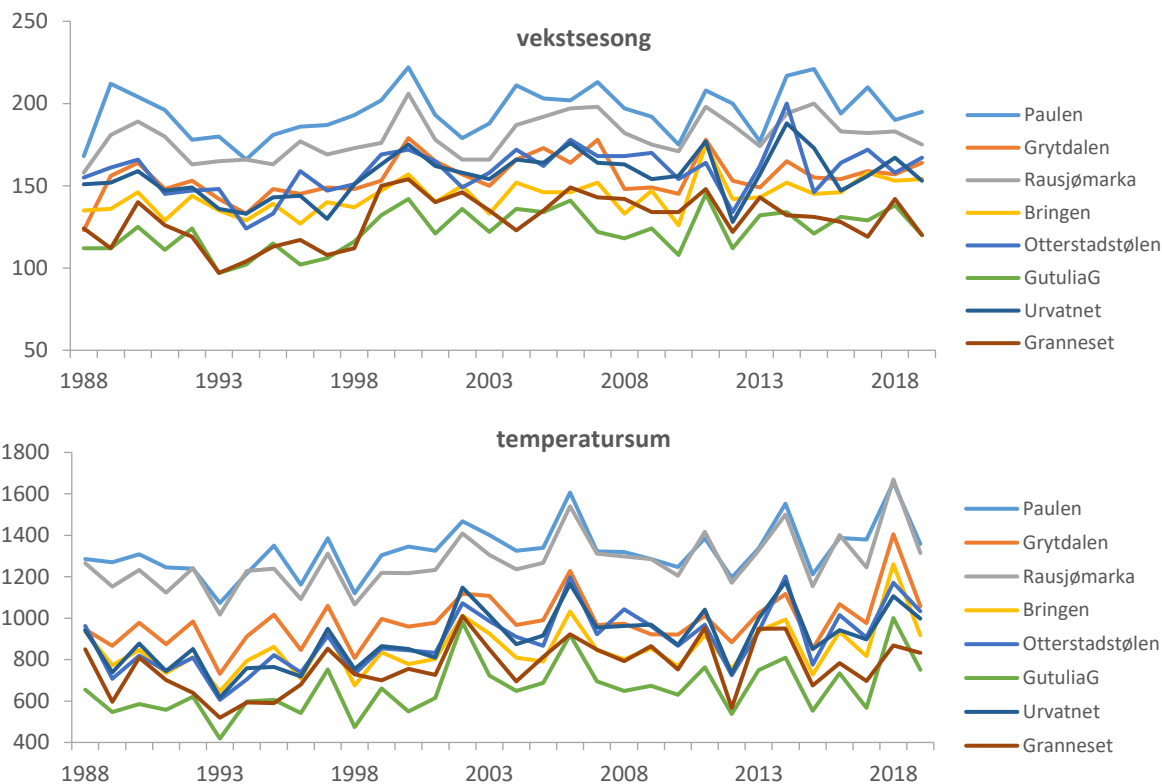 vekstsesong
250
200
150
100
50
1988 1993 1998 2003 2008 2013 2018
Paulen
Grytdalen
Rausjømarka
Bringen
Otterstadstølen
GutuliaG
Urvatnet
Granneset
temperatursum
1800
1600
1400
1200
1000
800
600
400
1988 1993 1998 2003 2008 2013 2018
Paulen
Grytdalen
Rausjømarka
Bringen
Otterstadstølen
GutuliaG
Urvatnet
Granneset